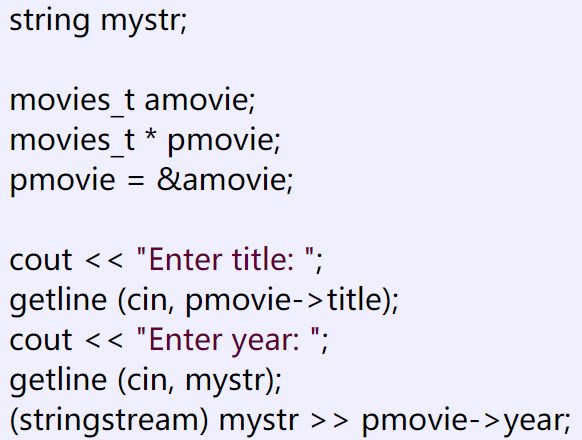 string mystr;
movies_t amovie;
movies_t * pmovie;
pmovie = &amovie;
cout << "Enter title: ";
getline (cin, pmovie->title);
cout << "Enter year: ";
getline (cin, mystr);
(stringstream) mystr >> pmovie->year;